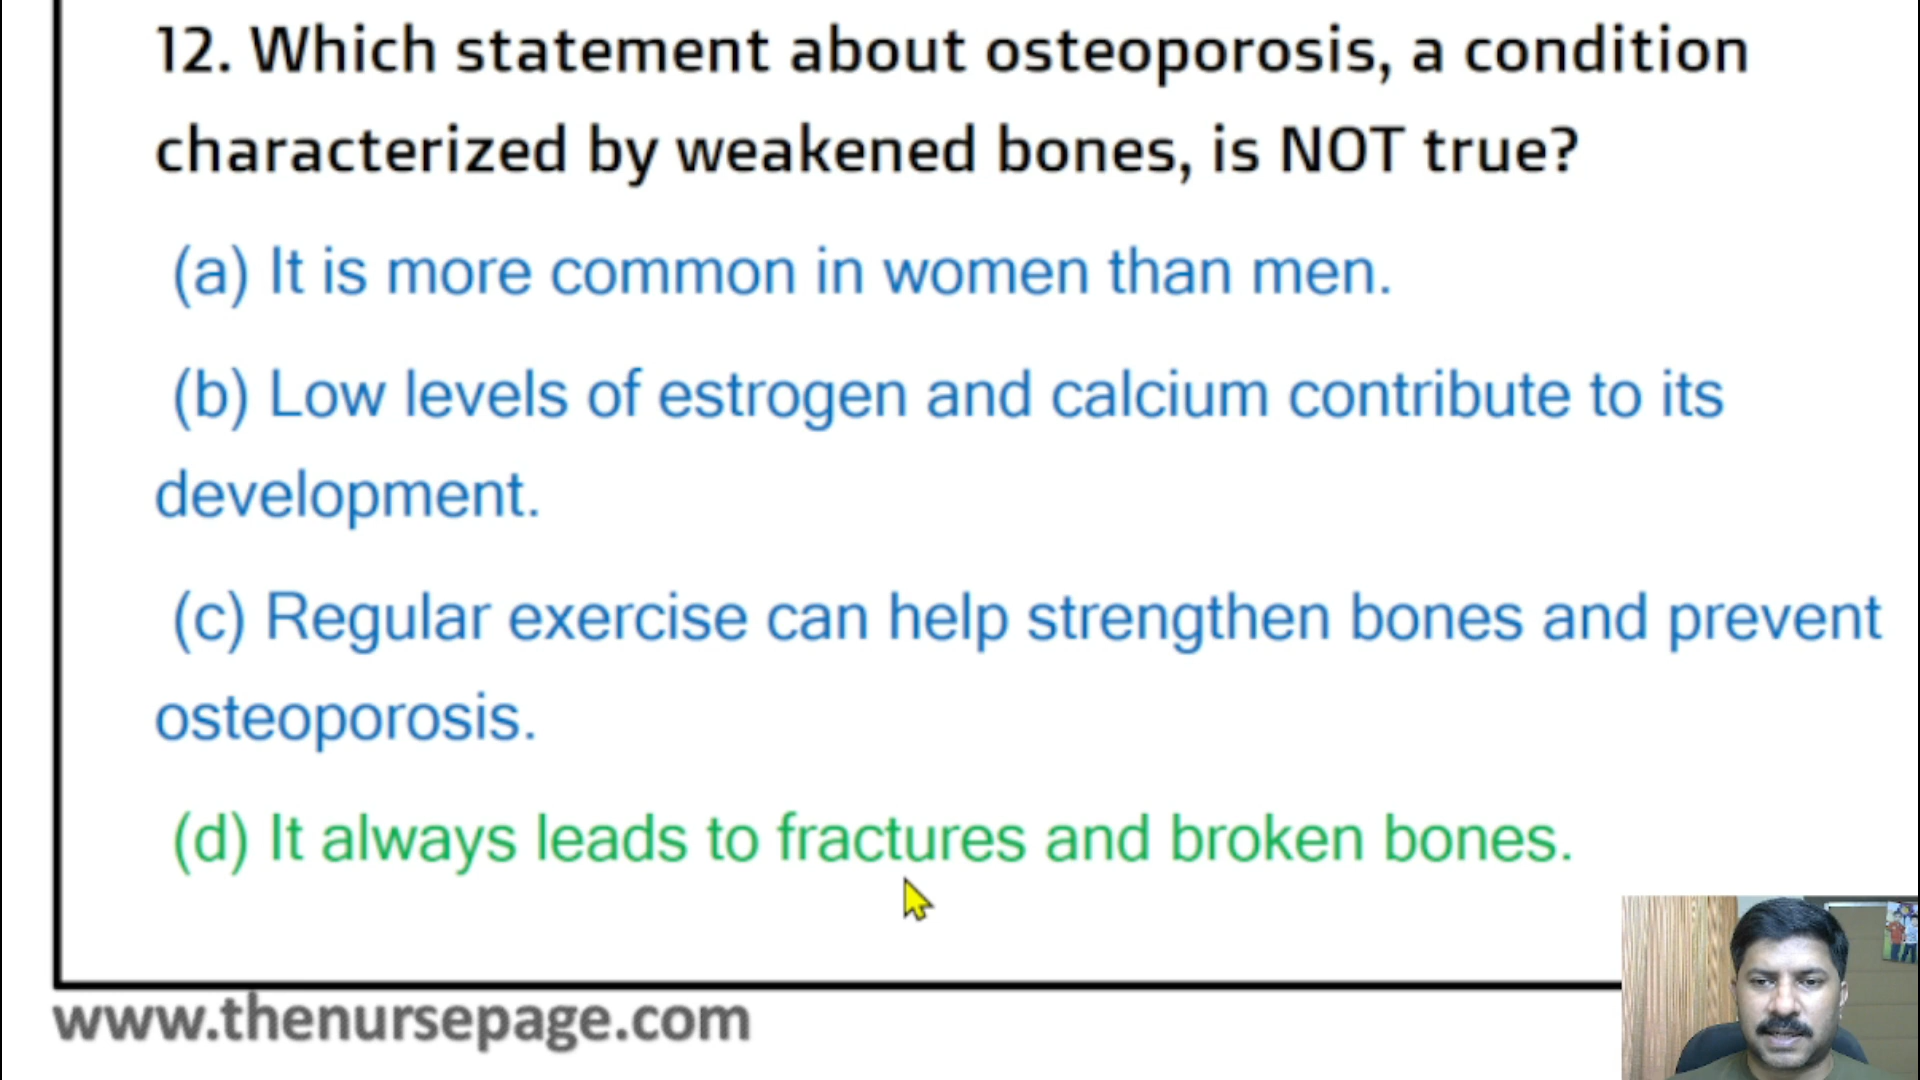 12. Which statement about osteoporosis, a condition
characterized by weakened bones, is NOT true?
(a) It is more common in women than men.
(b) Low levels of estrogen and calcium contribute to its
development.
(c) Regular exercise can help strengthen bones and prevent
osteoporosis.
(d) It always leads to fractures and broken bones.
www.thenursepage.com